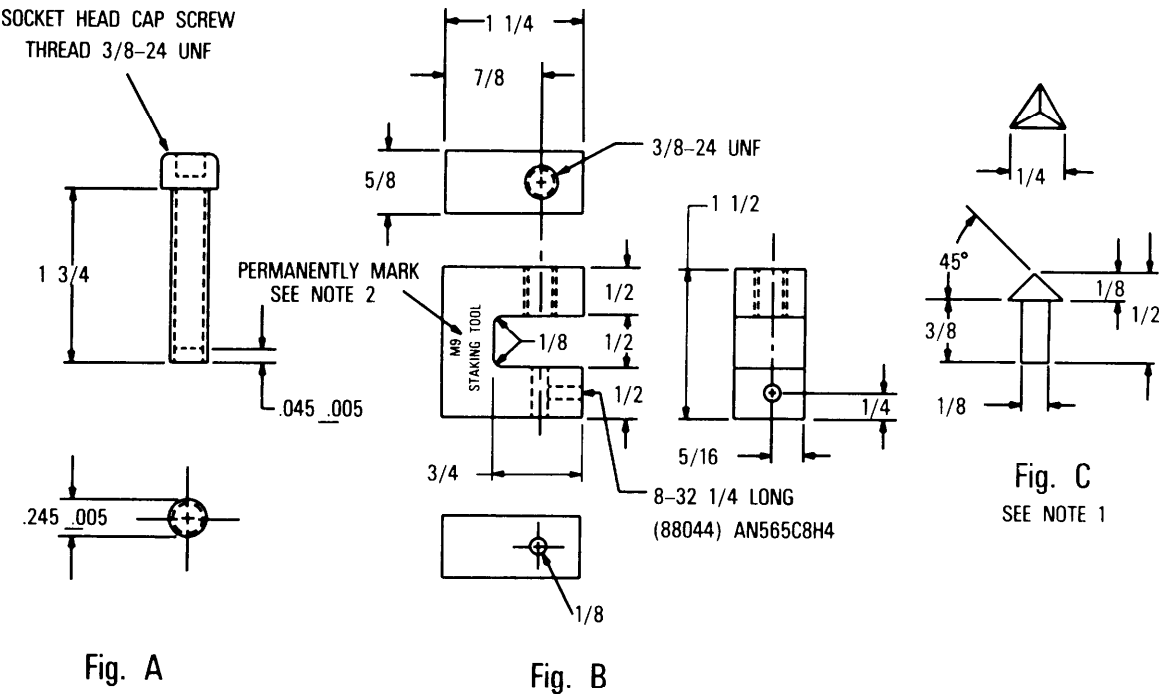 SOCKET HEAD CAP SCREW
THREAD 3/8–24 UNF
1 3/4
.045 .005
.245 .005
Fig. A
1 1/4
7/8
5/8
3/8–24 UNF
PERMANENTLY MARK
SEE NOTE 2
M9
STAKING TOOL
1/8
1/2
1/2
1/2
3/4
8–32 1/4 LONG
(88044) AN565C8H4
1/8
1 1/2
1/4
5/16
Fig. B
1/4
45°
1/8
1/2
3/8
1/8
Fig. C
SEE NOTE 1